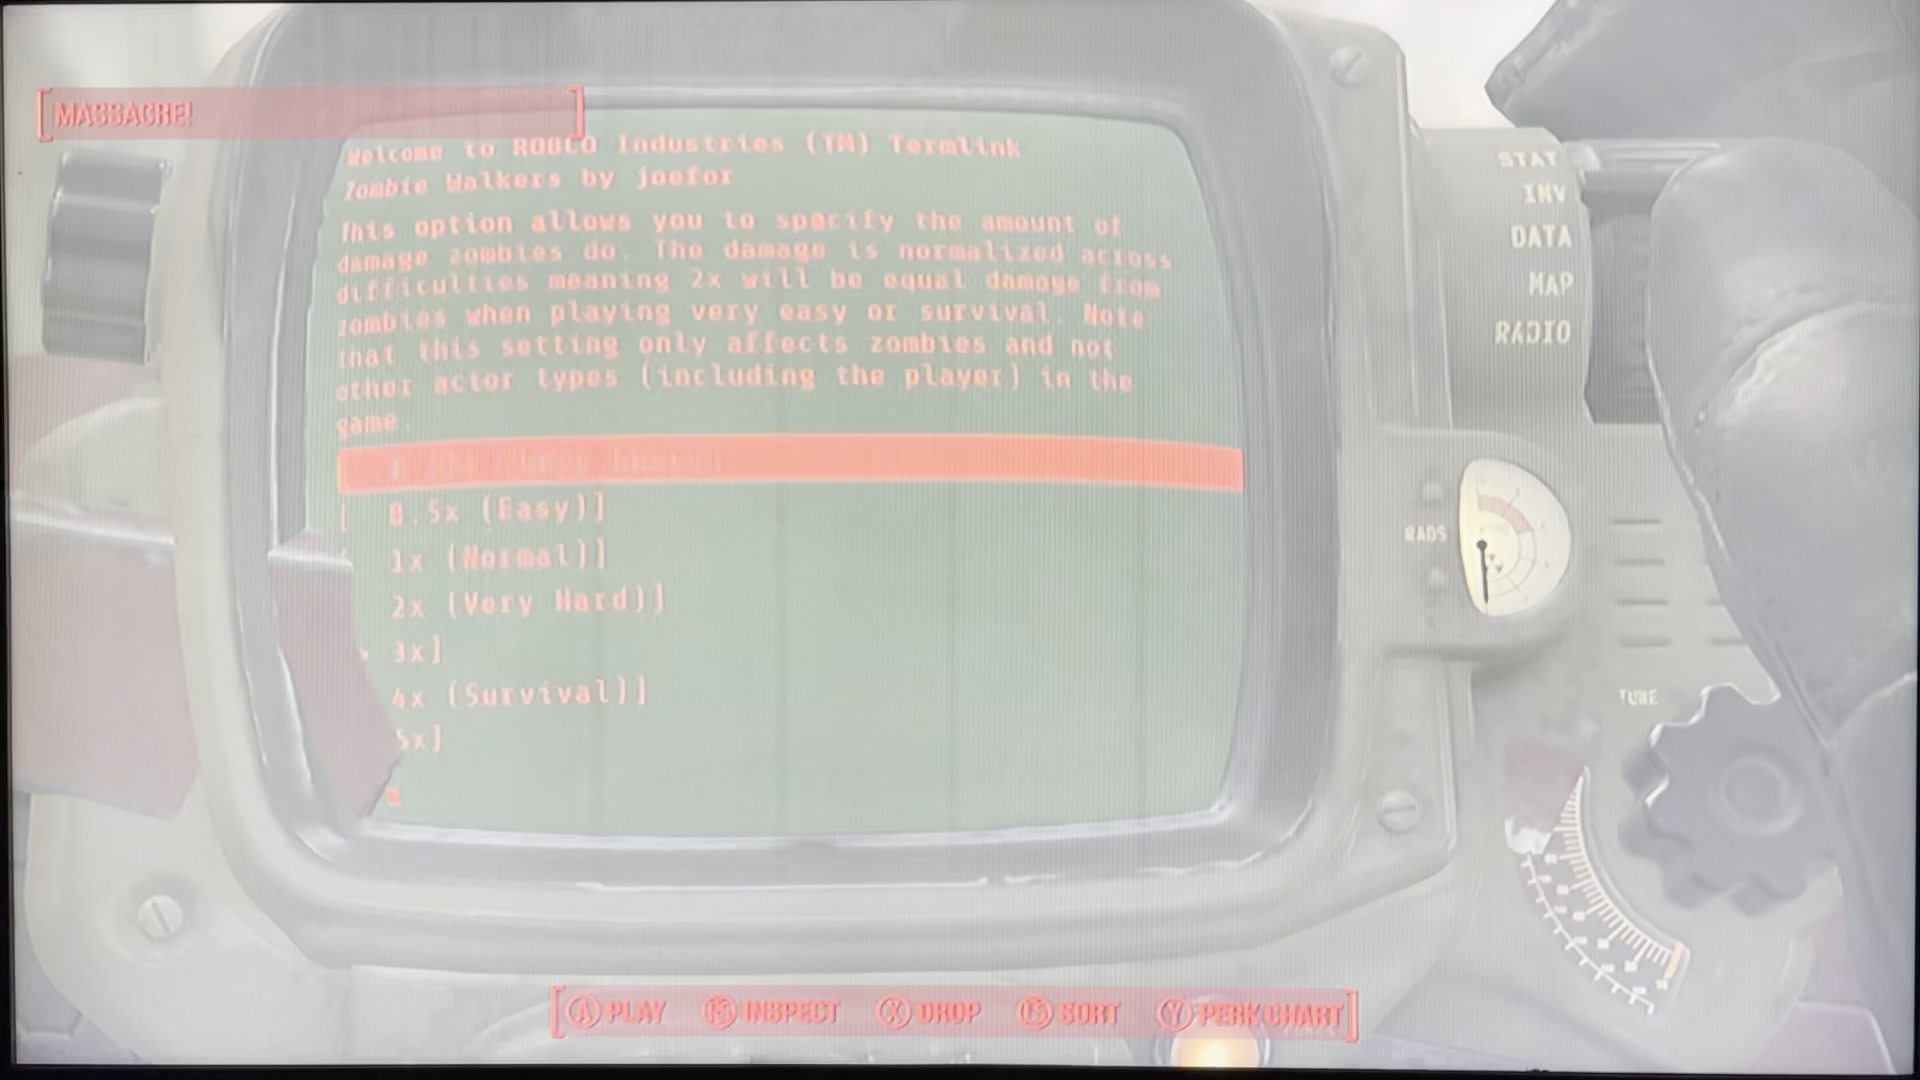 MASSACRE!
Welcome to ROBCO Industries (TM) Termlink
Zombie Walkers by joefor
This option allows you to specify the amount of
damage zombies do. The damage is normalized across
difficulties meaning 2x will be equal damage from
zombies when playing very easy or survival. Note
that this setting only affects zombies and not
other actor types (including the player) in the
game.
[ 0.5x (Easy)]
1x (Normal)]
2x (Very Hard)]
> 3x]
4x (Survival)]
5x]
STAT
INV
DATA
MAP
RADIO
RADS
TUNE
[A) PLAY RS) INSPECT X) DROP LS) SORT Y) PERK CHART]